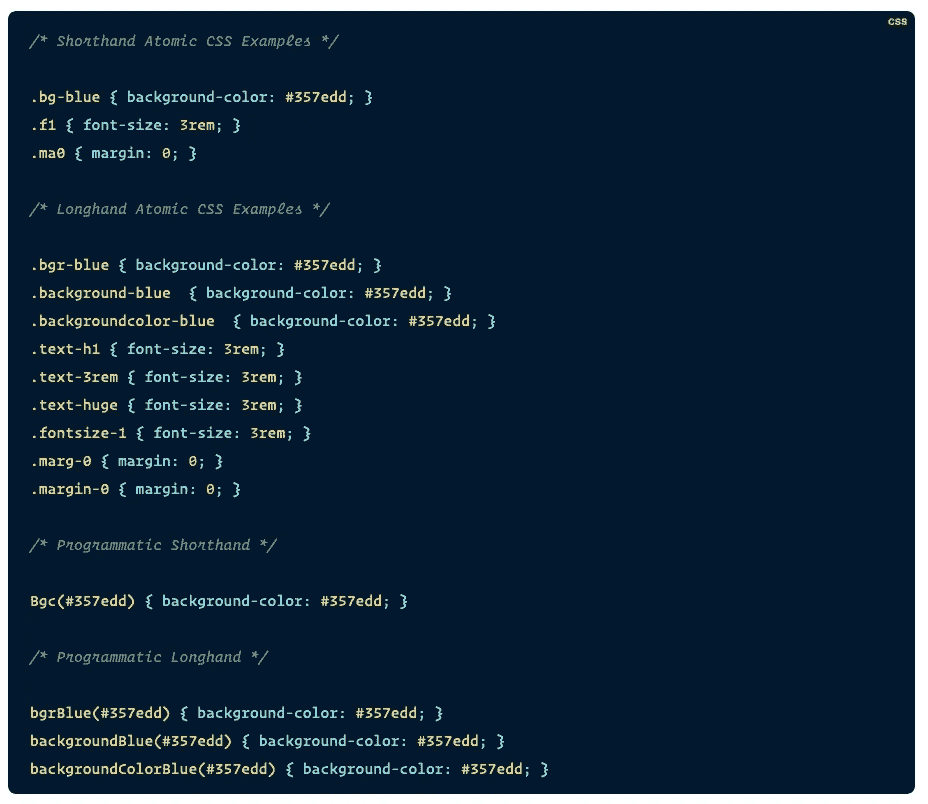 css
/* Shorthand Atomic CSS Examples */
.bg-blue { background-color: #357edd; }
.f1 { font-size: 3rem; }
.ma0 { margin: 0; }
/* Longhand Atomic CSS Examples */
.bgr-blue { background-color: #357edd; }
.background-blue  { background-color: #357edd; }
.backgroundcolor-blue  { background-color: #357edd; }
.text-h1 { font-size: 3rem; }
.text-3rem { font-size: 3rem; }
.text-huge { font-size: 3rem; }
.fontsize-1 { font-size: 3rem; }
.marg-0 { margin: 0; }
.margin-0 { margin: 0; }
/* Programmatic Shorthand */
Bgc(#357edd) { background-color: #357edd; }
/* Programmatic Longhand */
bgrBlue(#357edd) { background-color: #357edd; }
backgroundBlue(#357edd) { background-color: #357edd; }
backgroundColorBlue(#357edd) { background-color: #357edd; }